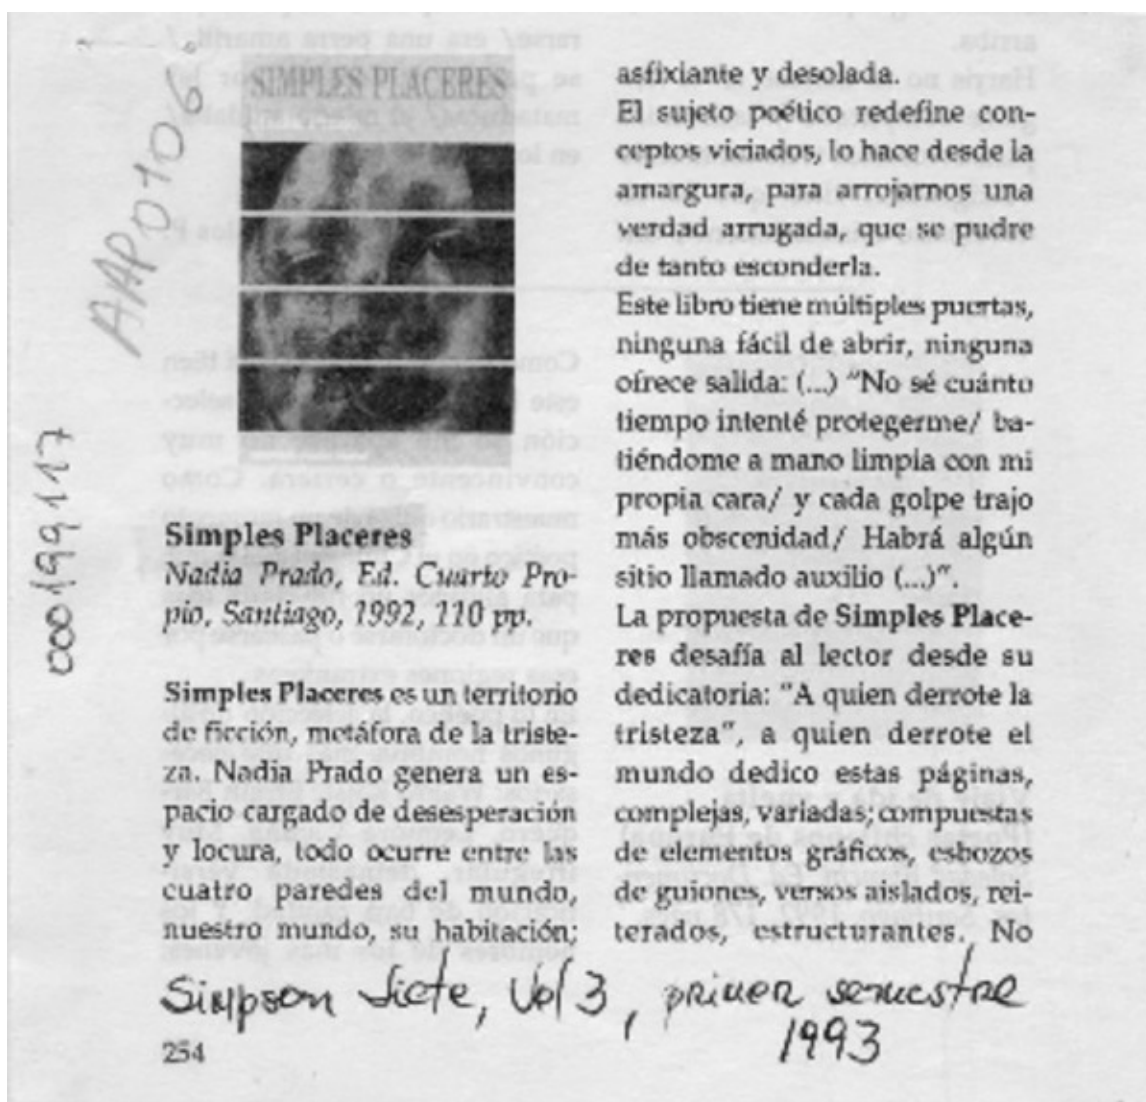 SIMPLES PLACERES
AAP0106
000199117
Simples Placeres
Nadia Prado, Ed. Cuarto Pro-
pio, Santiago, 1992, 110 pp.
Simples Placeres es un territorio
de ficción, metáfora de la triste-
za. Nadia Prado genera un es-
pacio cargado de desesperación
y locura, todo ocurre entre las
cuatro paredes del mundo,
nuestro mundo, su habitación;
asfixiante y desolada.
El sujeto poético redefine con-
ceptos viciados, lo hace desde la
amargura, para arrojarnos una
verdad arrugada, que se pudre
de tanto esconderla.
Este libro tiene múltiples puertas,
ninguna fácil de abrir, ninguna
ofrece salida: (...) "No sé cuánto
tiempo intenté protegerme/ ba-
tiéndome a mano limpia con mi
propia cara/ y cada golpe trajo
más obscenidad/ Habrá algún
sitio llamado auxilio (...)".
La propuesta de Simples Place-
res desafía al lector desde su
dedicatoria: "A quien derrote la
tristeza", a quien derrote el
mundo dedico estas páginas,
complejas, variadas; compuestas
de elementos gráficos, esbozos
de guiones, versos aislados, rei-
terados, estructurantes. No
Simpson Siete, Vol 3, primer semestre
1993
254